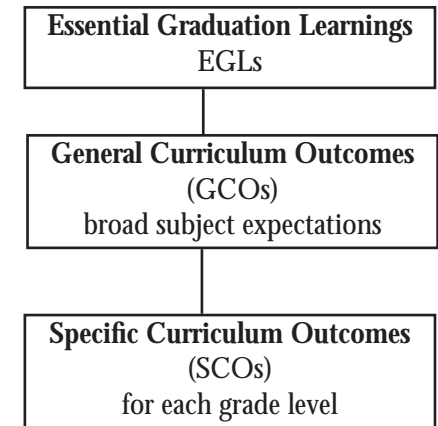 Essential Graduation Learnings
EGLs
General Curriculum Outcomes
(GCOs)
broad subject expectations
Specific Curriculum Outcomes
(SCOs)
for each grade level